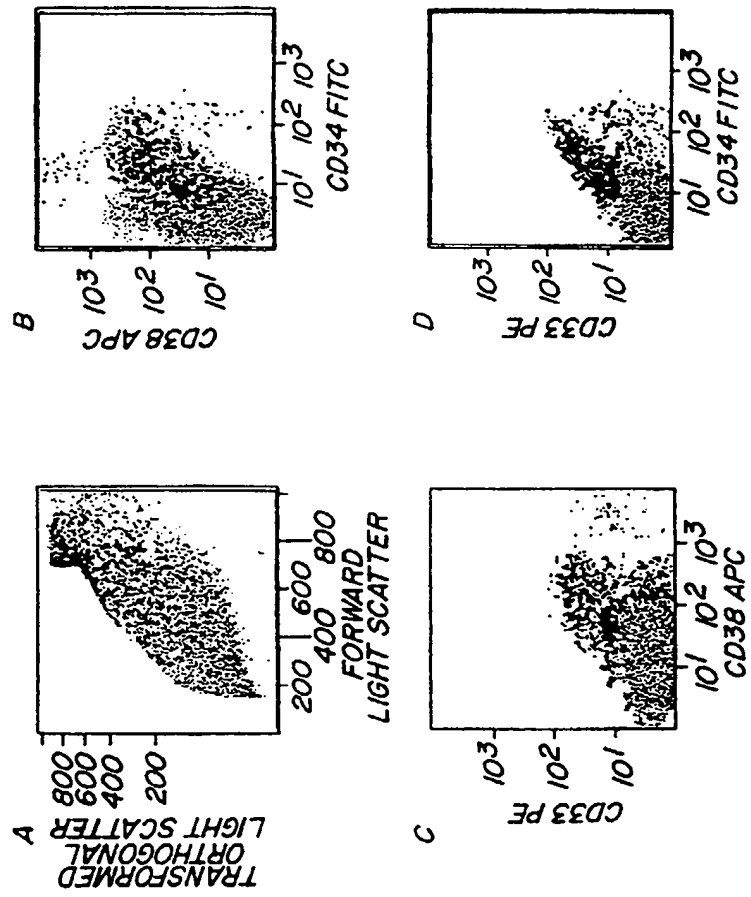 A
TRANSFORMED
ORTHOGONAL
LIGHT SCATTER
800
600
400
200
200 400 600 800
FORWARD
LIGHT SCATTER
B
CD38 APC
10³
10²
10¹
10¹ 10² 10³
CD34 FITC
C
CD33 PE
10³
10²
10¹
10¹ 10² 10³
CD38 APC
D
CD33 PE
10³
10²
10¹
10¹ 10² 10³
CD34 FITC